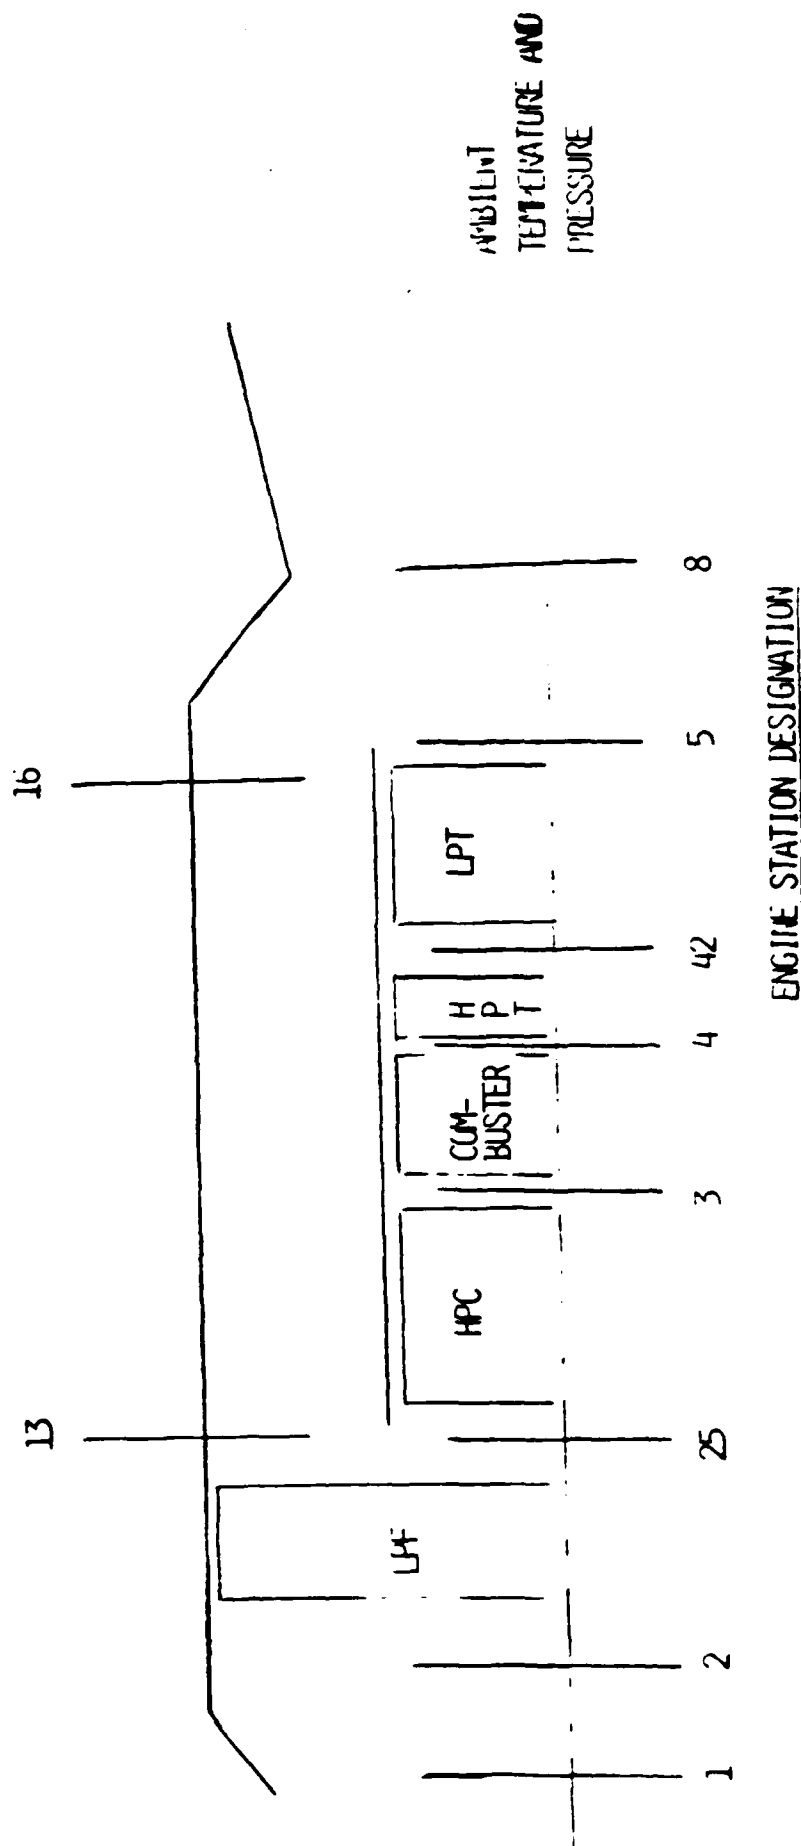 13
16
AMBIENT
TEMPERATURE AND
PRESSURE
LPF
HPC
COM-
BUSTER
H
P
T
LPT
1
2
25
3
4
42
5
8
ENGINE STATION DESIGNATION